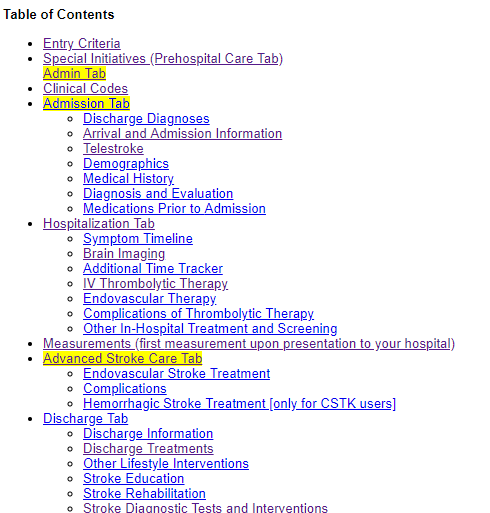 Table of Contents
Entry Criteria
Special Initiatives (Prehospital Care Tab)
Admin Tab
Clinical Codes
Admission Tab
Discharge Diagnoses
Arrival and Admission Information
Telestroke
Demographics
Medical History
Diagnosis and Evaluation
Medications Prior to Admission
Hospitalization Tab
Symptom Timeline
Brain Imaging
Additional Time Tracker
IV Thrombolytic Therapy
Endovascular Therapy
Complications of Thrombolytic Therapy
Other In-Hospital Treatment and Screening
Measurements (first measurement upon presentation to your hospital)
Advanced Stroke Care Tab
Endovascular Stroke Treatment
Complications
Hemorrhagic Stroke Treatment [only for CSTK users]
Discharge Tab
Discharge Information
Discharge Treatments
Other Lifestyle Interventions
Stroke Education
Stroke Rehabilitation
Stroke Diagnostic Tests and Interventions